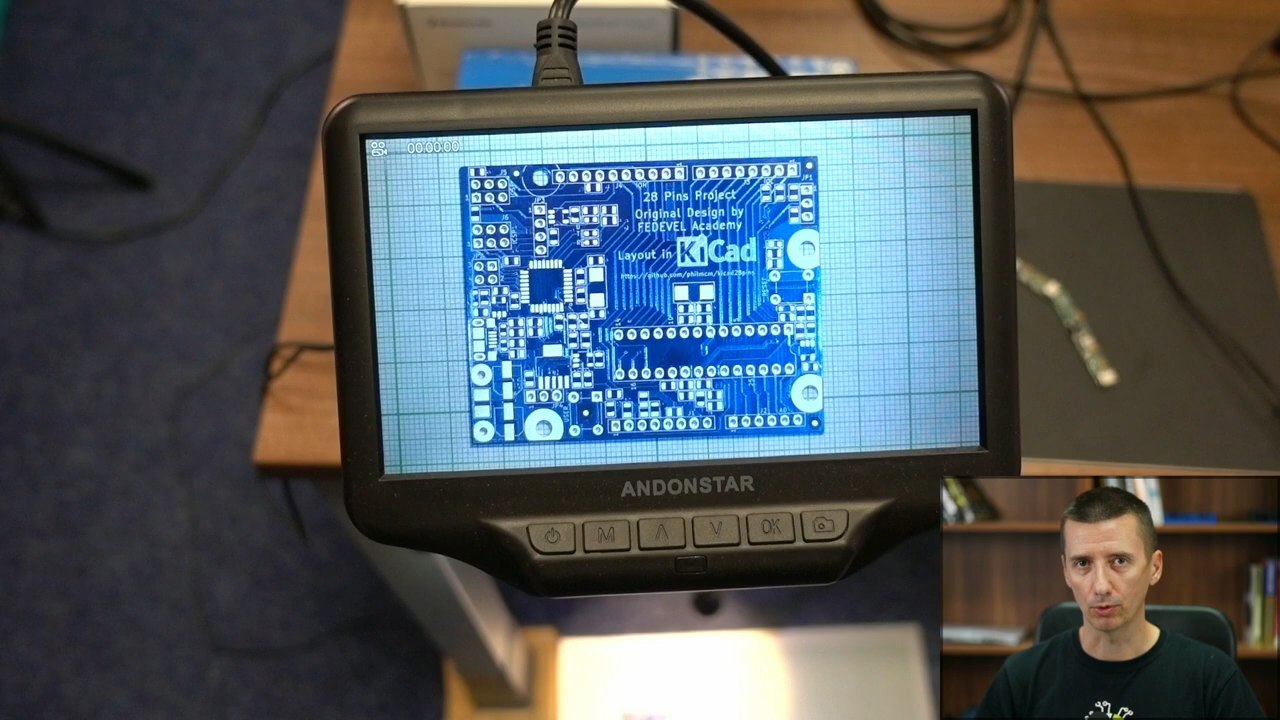 00:00:00
28 Pins Project
Original Design by
FEDEVEL Academy
Layout in KiCad
https://github.com/philmcm/kicad28pins
ANDONSTAR
M
OK